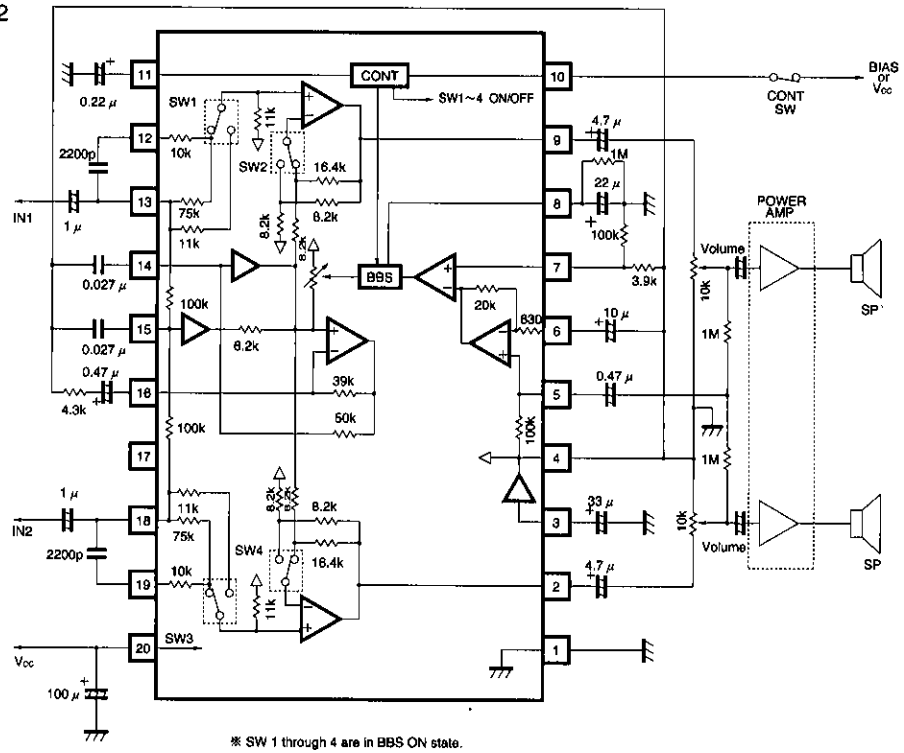 2
11
0.22 μ
+
CONT
SW1~4 ON/OFF
10
CONT
SW
BIAS
or
Vcc
SW1
11k
12
10k
2200p
SW2
16.4k
8.2k
9
4.7 μ
1M
13
IN1
1 μ
75k
11k
8.2k
8.2k
8
22 μ
100k
POWER
AMP
Volume
10k
SP
14
0.027 μ
100k
BBS
7
3.9k
20k
15
0.027 μ
8.2k
630
6
10 μ
1M
16
0.47 μ
4.3k
39k
50k
5
0.47 μ
100k
17
100k
4
1M
1 μ
18
IN2
11k
75k
8.2k
8.2k
8.2k
16.4k
3
33 μ
10k
Volume
SP
2200p
19
10k
SW4
11k
2
4.7 μ
20
SW3
Vcc
100 μ
1
※ SW 1 through 4 are in BBS ON state.